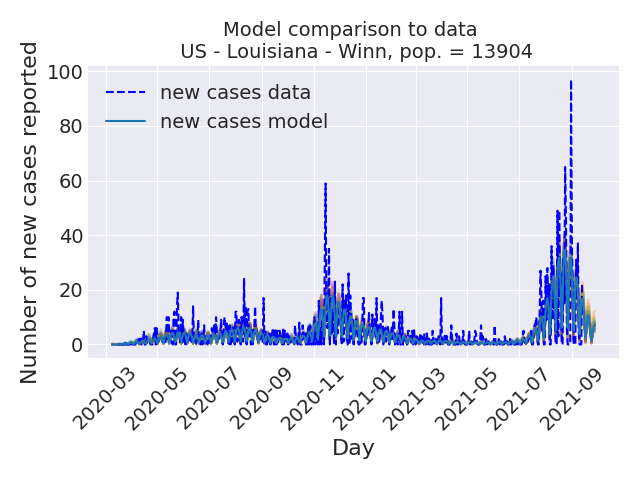 Model comparison to data
US - Louisiana - Winn, pop. = 13904
Number of new cases reported
100
80
60
40
20
0
new cases data
new cases model
2020-03
2020-05
2020-07
2020-09
2020-11
2021-01
2021-03
2021-05
2021-07
2021-09
Day